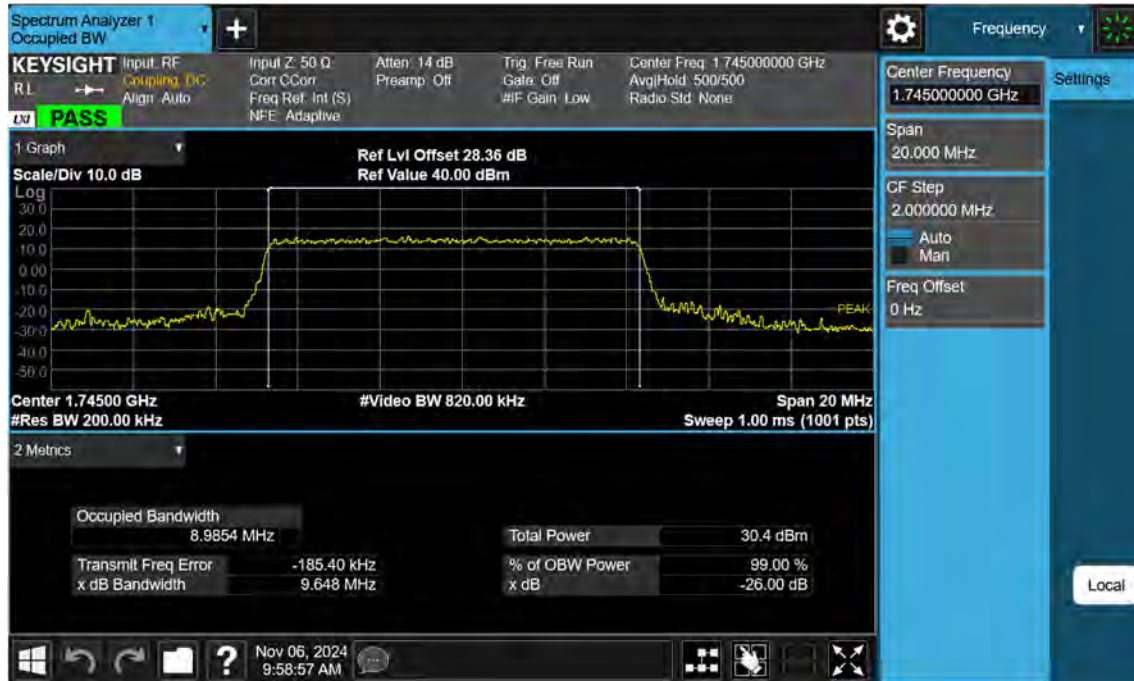 Spectrum Analyzer 1
Occupied BW
Frequency
KEYSIGHT
RL
LXI PASS
Input: RF
Coupling: DC
Align: Auto
Input Z: 50 Ω
Corr CCorr
Freq Ref: Int (S)
NFE: Adaptive
Atten: 14 dB
Preamp: Off
Trig: Free Run
Gate: Off
#IF Gain: Low
Center Freq: 1.745000000 GHz
Avg|Hold: 500/500
Radio Std: None
Center Frequency
1.745000000 GHz
Settings
Span
20.000 MHz
CF Step
2.000000 MHz
Auto
Man
Freq Offset
0 Hz
1 Graph
Scale/Div 10.0 dB
Ref Lvl Offset 28.36 dB
Ref Value 40.00 dBm
Log
30.0
20.0
10.0
0.00
-10.0
-20.0
-30.0
-40.0
-50.0
PEAK
Center 1.74500 GHz
#Video BW 820.00 kHz
Span 20 MHz
#Res BW 200.00 kHz
Sweep 1.00 ms (1001 pts)
2 Metrics
Occupied Bandwidth
8.9854 MHz
Total Power 30.4 dBm
Transmit Freq Error -185.40 kHz
% of OBW Power 99.00 %
x dB Bandwidth 9.648 MHz
x dB -26.00 dB
Local
?
Nov 06, 2024
9:58:57 AM